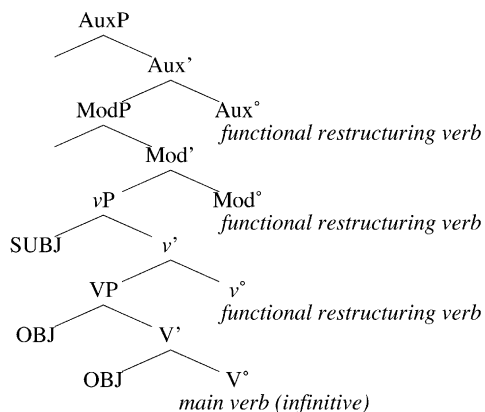 AuxP
Aux'
ModP Aux°
functional restructuring verb
Mod'
vP Mod°
functional restructuring verb
SUBJ v'
VP v°
functional restructuring verb
OBJ V'
OBJ V°
main verb (infinitive)